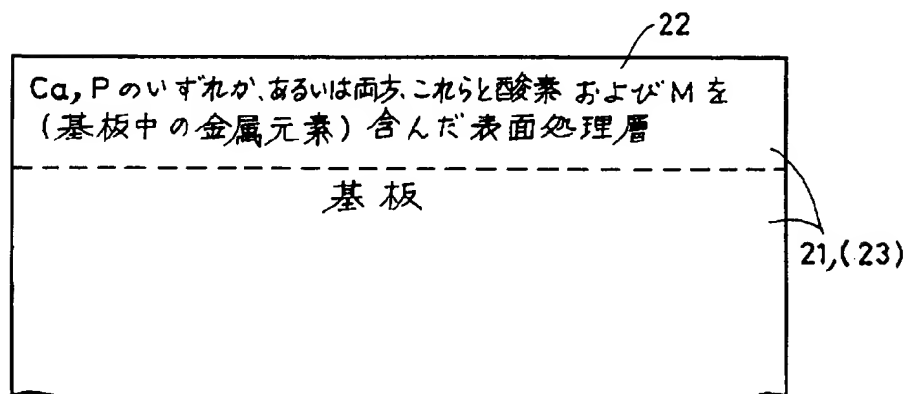 22
Ca, P のいずれか、あるいは両方、これらと酸素 および M を
(基板中の金属元素) 含んだ表面処理層
基板
21,(23)